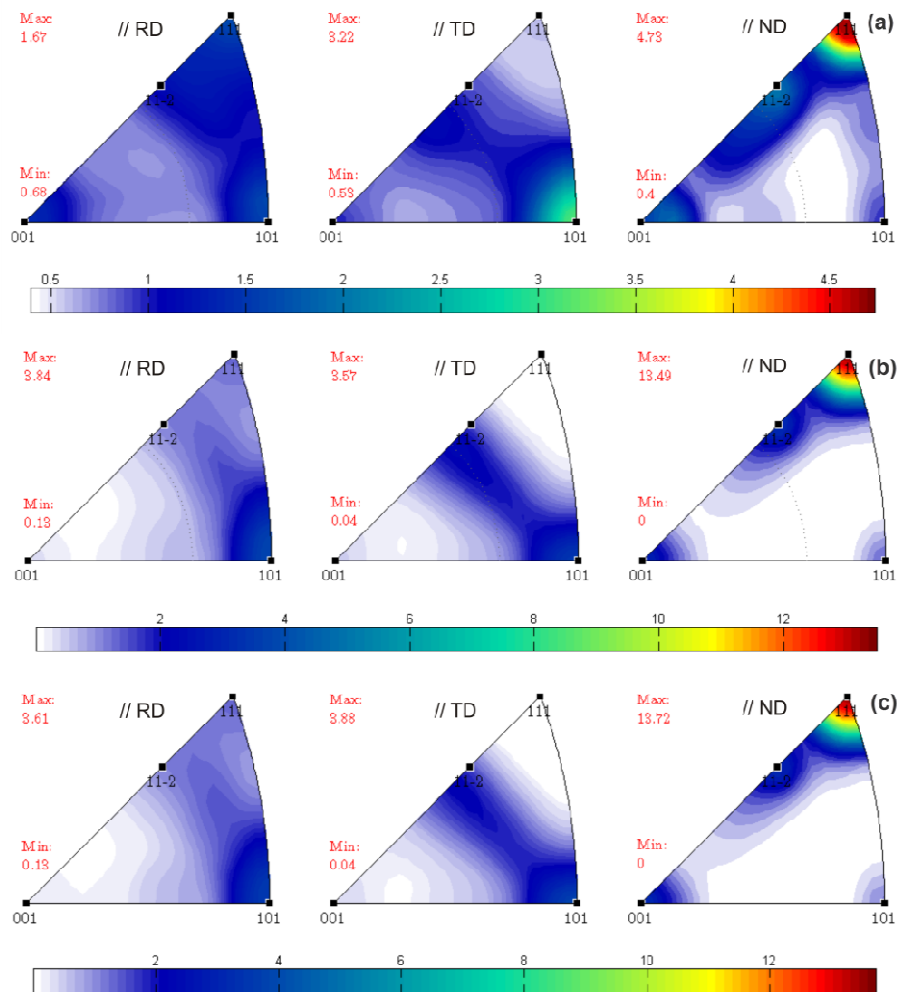 Max:
1.67
// RD
111
11-2
Min:
0.68
001
101
Max:
3.22
// TD
111
11-2
Min:
0.53
001
101
Max:
4.73
// ND
111
(a)
11-2
Min:
0.4
001
101
0.5 1 1.5 2 2.5 3 3.5 4 4.5
Max:
3.84
// RD
111
11-2
Min:
0.13
001
101
Max:
3.57
// TD
111
11-2
Min:
0.04
001
101
Max:
13.49
// ND
111
(b)
11-2
Min:
0
001
101
2 4 6 8 10 12
Max:
3.61
// RD
111
11-2
Min:
0.13
001
101
Max:
3.88
// TD
111
11-2
Min:
0.04
001
101
Max:
13.72
// ND
111
(c)
11-2
Min:
0
001
101
2 4 6 8 10 12